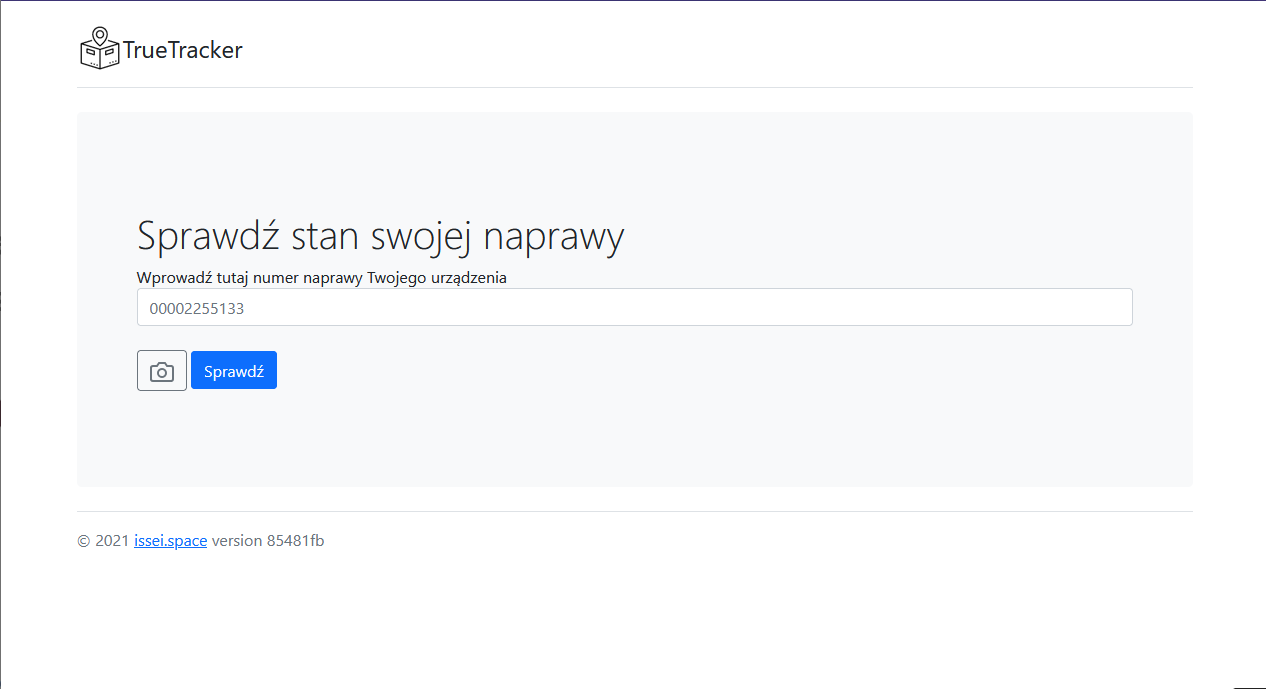 TrueTracker
Sprawdź stan swojej naprawy
Wprowadź tutaj numer naprawy Twojego urządzenia
00002255133
Sprawdź
© 2021 issei.space version 85481fb